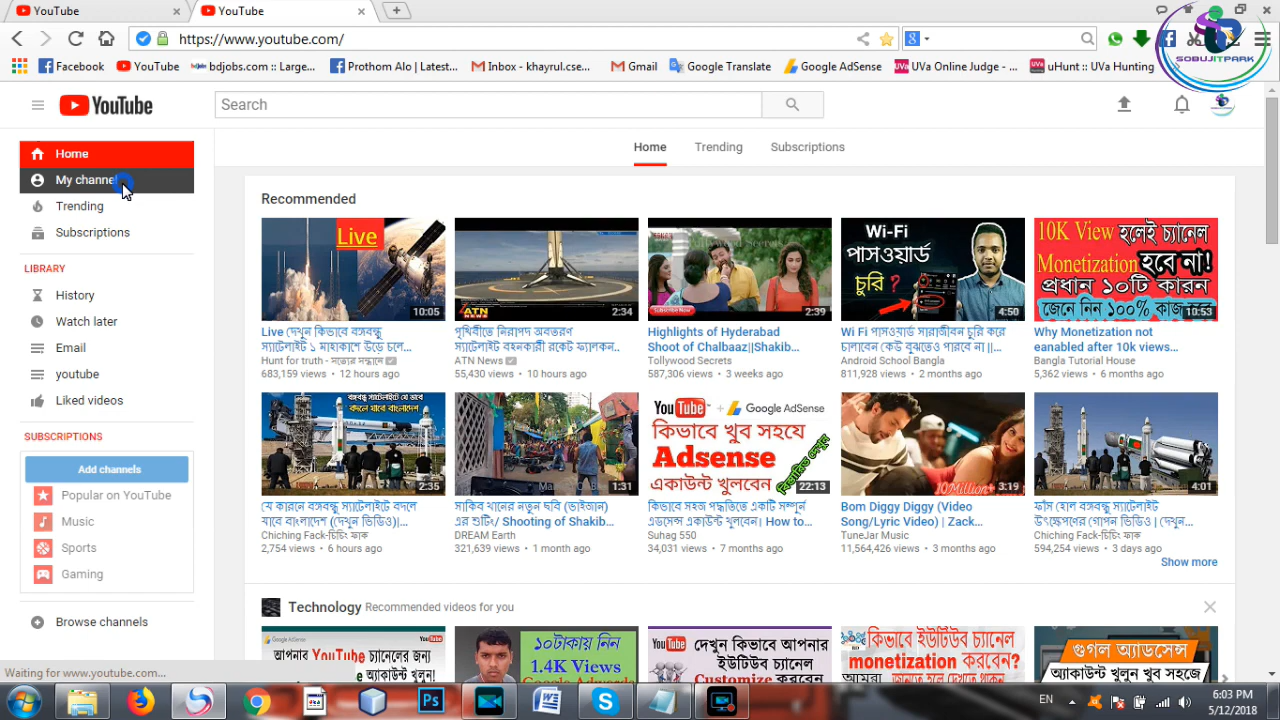 YouTube
YouTube
https://www.youtube.com/
Facebook
YouTube
bdjobs.com :: Large...
Prothom Alo | Latest...
Inbox - khayrul.cse...
Gmail
Google Translate
Google AdSense
UVa Online Judge - ...
uHunt :: UVa Hunting
SOBUJITPARK
YouTube
Search
Home
My channel
Trending
Subscriptions
LIBRARY
History
Watch later
Email
youtube
Liked videos
SUBSCRIPTIONS
Add channels
Popular on YouTube
Music
Sports
Gaming
Browse channels
Home
Trending
Subscriptions
Recommended
Live
10:05
ATN NEWS
2:34
2:39
Wi-Fi
পাসওয়ার্ড
চুরি ?
4:50
10K View হলেই চ্যানেল
Monetization হবে না!
প্রধান ১০টি কারন
জেনে নিন ১০০% কাজ
10:53
Live দেখুন কিভাবে বঙ্গবন্ধু
স্যাটেলাইট ১ মাহাকাশে উড়ে চলে...
Hunt for truth - সত্যের সন্ধানে
683,159 views • 12 hours ago
পৃথিবীতে নিরাপদ অবতরণ
স্যাটেলাইট বহনকারী রকেট ফ্যালকন..
ATN News
55,430 views • 10 hours ago
Highlights of Hyderabad
Shoot of Chalbaaz||Shakib...
Tollywood Secrets
587,306 views • 3 weeks ago
Wi Fi পাসওয়ার্ড সারাজীবন চুরি করে
চালাবেন কেউ বুঝতেও পারবে না ||...
Android School Bangla
811,928 views • 2 months ago
Why Monetization not
eanabled after 10k views...
Bangla Tutorial House
5,362 views • 6 months ago
বঙ্গবন্ধু স্যাটেলাইট যে কারনে
বদলে যাবে বাংলাদেশ
2:35
1:31
YouTube + Google AdSense
কিভাবে খুব সহযে
Adsense
একাউন্ট খুলবেন
বিস্তারিত দেখুন
22:13
10Million+
3:19
4:01
যে কারনে বঙ্গবন্ধু স্যাটেলাইটে বদলে
যাবে বাংলাদেশ (দেখুন ভিডিও)|...
Chiching Fack-চিচিং ফাক
2,754 views • 6 hours ago
সাকিব খানের নতুন ছবি (ভাইজান)
এর শুটিং/ Shooting of Shakib...
DREAM Earth
321,639 views • 1 month ago
কিভাবে সহজ পদ্ধতিতে একটি সম্পূর্ন
এডসেন্স একাউন্ট খুলবেন। How to...
Suhag 550
34,031 views • 7 months ago
Bom Diggy Diggy (Video
Song/Lyric Video) | Zack...
TuneJar Music
11,564,426 views • 3 months ago
ফাঁস হোল বঙ্গবন্ধু স্যাটেলাইট
উৎক্ষেপণের গোপন ভিডিও | দেখুন...
Chiching Fack-চিচিং ফাক
594,254 views • 3 days ago
Show more
Technology Recommended videos for you
Google AdSense YouTube
আপনার YouTube চ্যানেলের জন্য
১০টাকায় নিন
1.4K Views
Google Adwords
YouTube দেখুন কিভাবে আপনার
ইউটিউব চ্যানেল
Customize করবেন
কিভাবে ইউটিউব চ্যানেল
monetization করবেন?
গুগল অ্যাডসেন্স
অ্যাকাউন্ট খুলুন খুব সহজে
Waiting for www.youtube.com...
EN
6:03 PM
5/12/2018